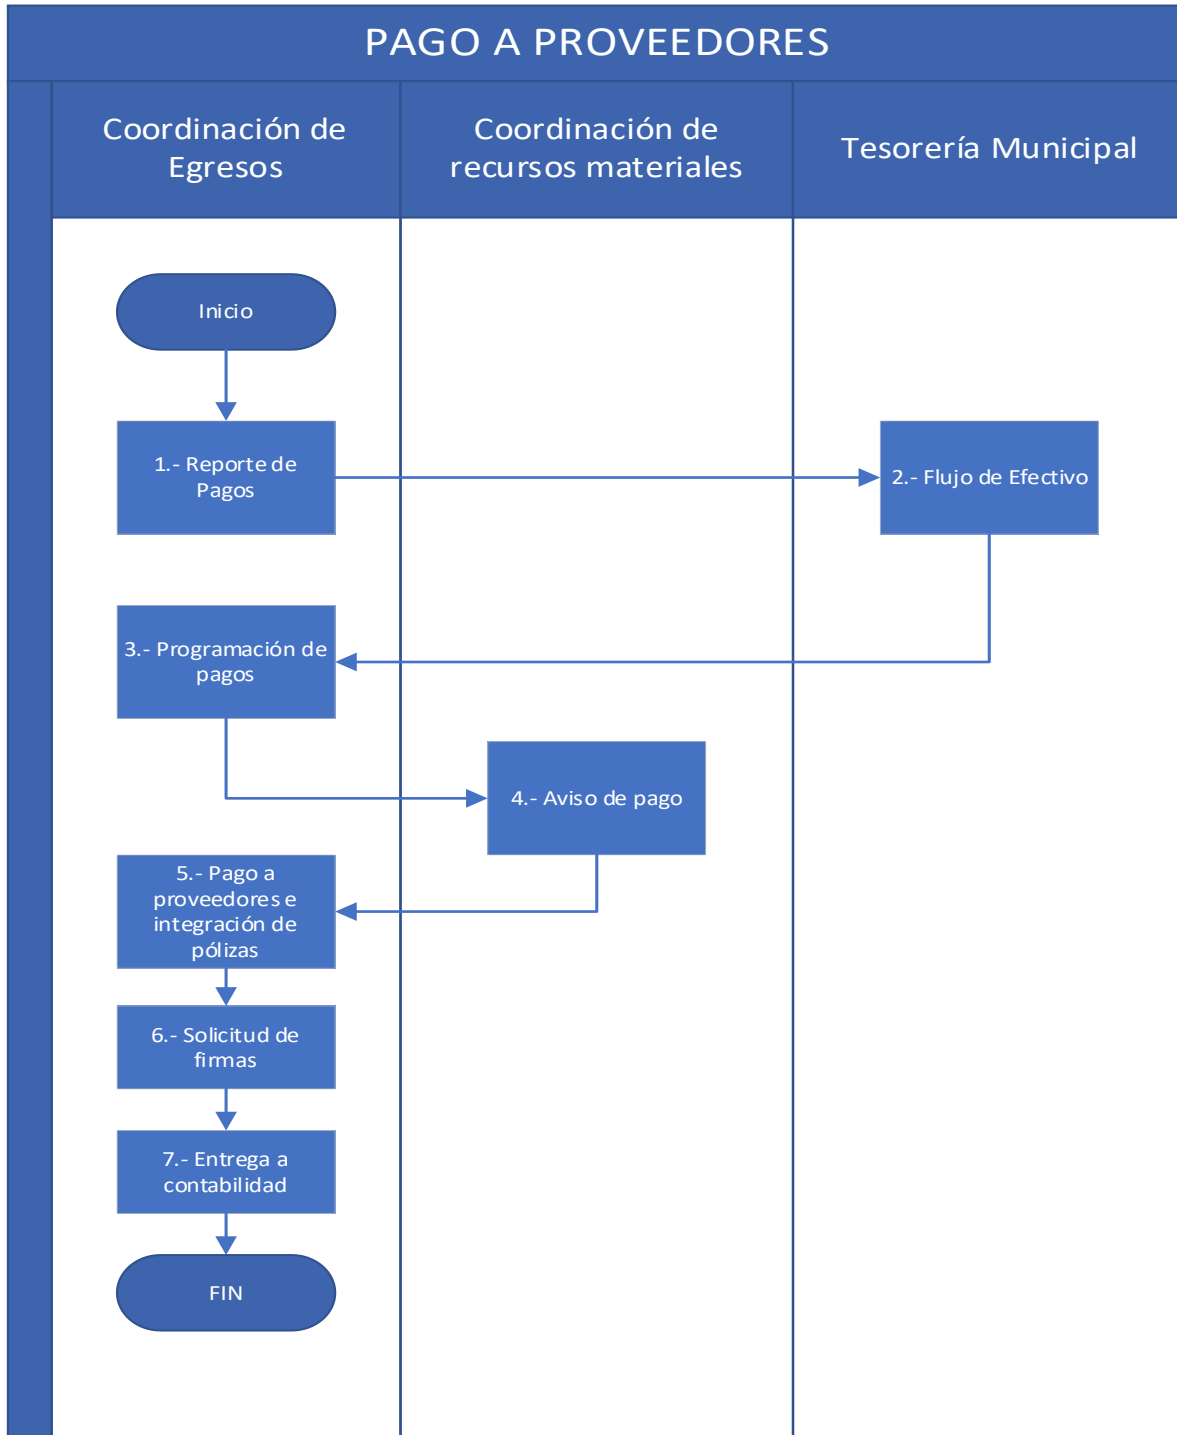 PAGO A PROVEEDORES
Coordinación de
Egresos
Coordinación de
recursos materiales
Tesorería Municipal
Inicio
1.- Reporte de
Pagos
2.- Flujo de Efectivo
3.- Programación de
pagos
4.- Aviso de pago
5.- Pago a
proveedores e
integración de
pólizas
6.- Solicitud de
firmas
7.- Entrega a
contabilidad
FIN